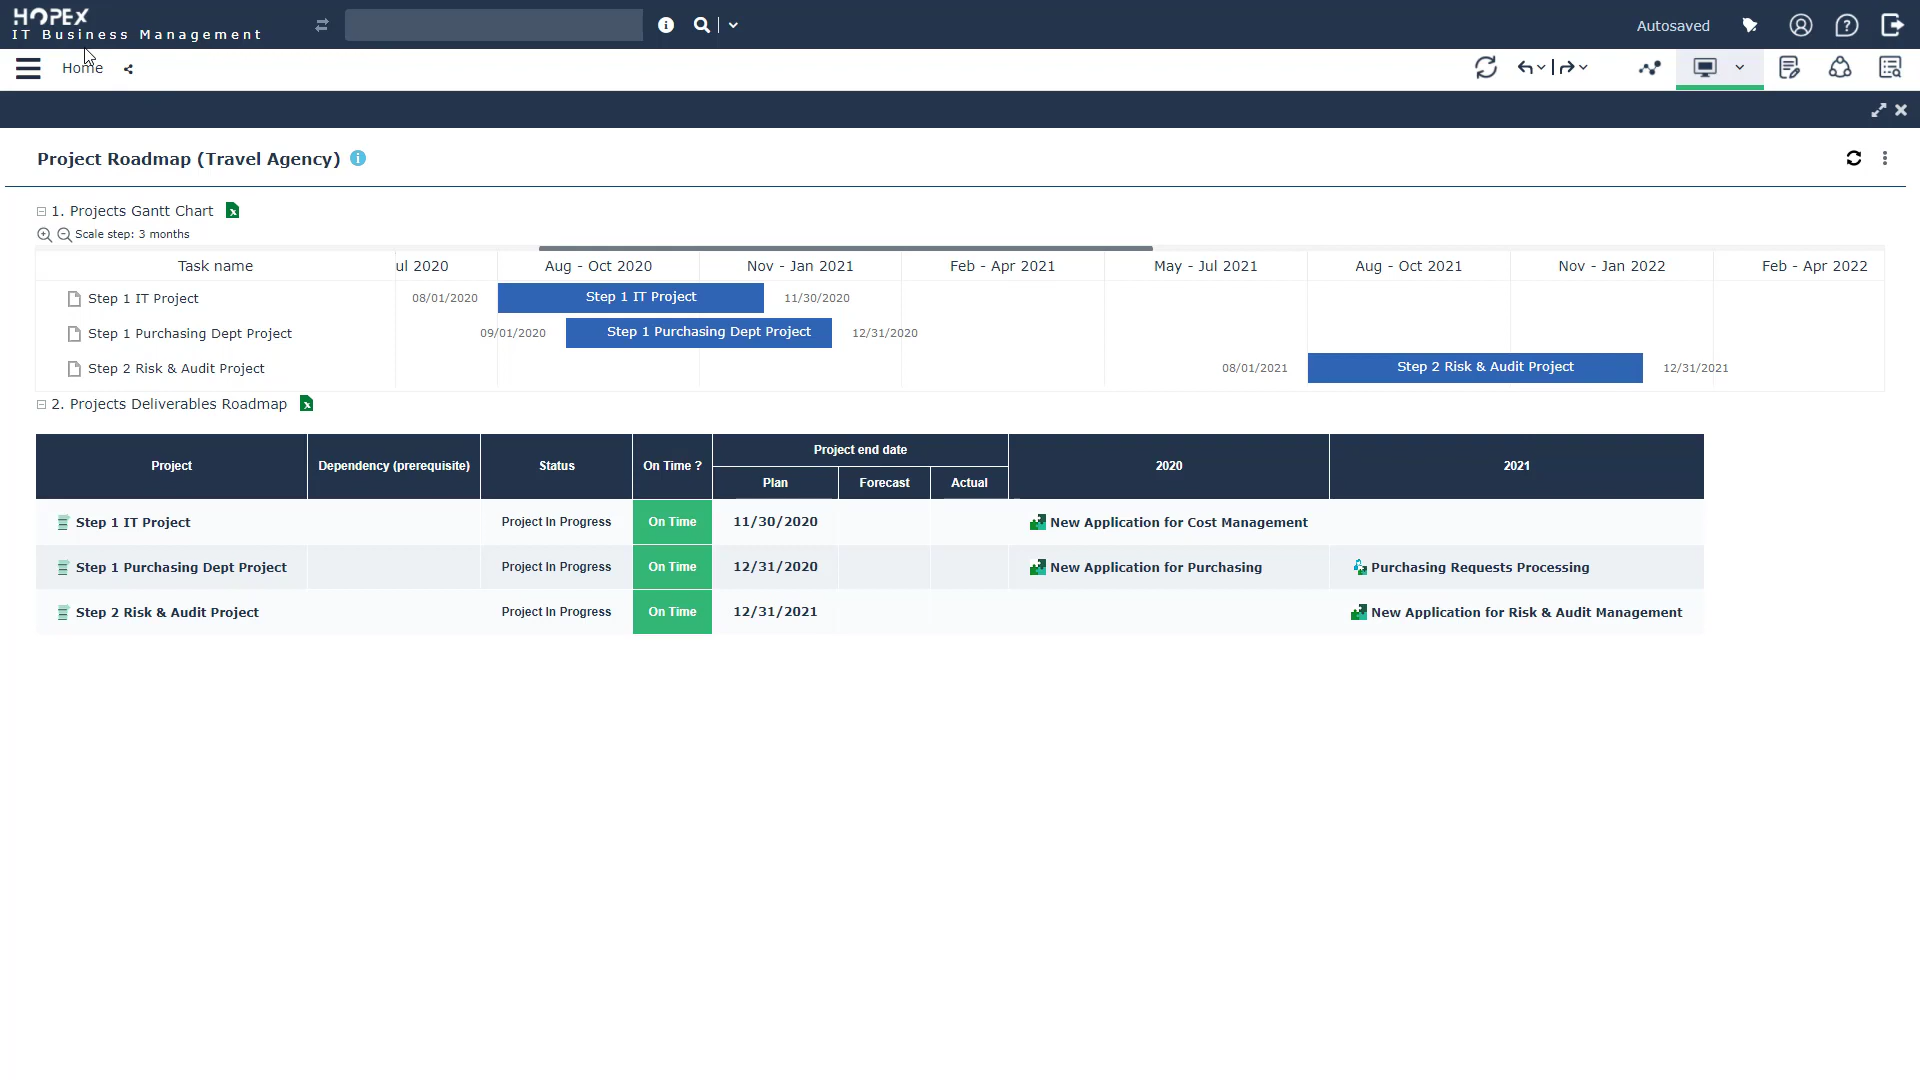 HOPEX
IT Business Management
Autosaved
Home
Project Roadmap (Travel Agency)
1. Projects Gantt Chart
Scale step: 3 months
Task name ul 2020 Aug - Oct 2020 Nov - Jan 2021 Feb - Apr 2021 May - Jul 2021 Aug - Oct 2021 Nov - Jan 2022 Feb - Apr 2022
Step 1 IT Project 08/01/2020 Step 1 IT Project 11/30/2020
Step 1 Purchasing Dept Project 09/01/2020 Step 1 Purchasing Dept Project 12/31/2020
Step 2 Risk & Audit Project 08/01/2021 Step 2 Risk & Audit Project 12/31/2021
2. Projects Deliverables Roadmap
Project Dependency (prerequisite) Status On Time ? Project end date 2020 2021
Plan Forecast Actual
Step 1 IT Project Project In Progress On Time 11/30/2020 New Application for Cost Management
Step 1 Purchasing Dept Project Project In Progress On Time 12/31/2020 New Application for Purchasing Purchasing Requests Processing
Step 2 Risk & Audit Project Project In Progress On Time 12/31/2021 New Application for Risk & Audit Management